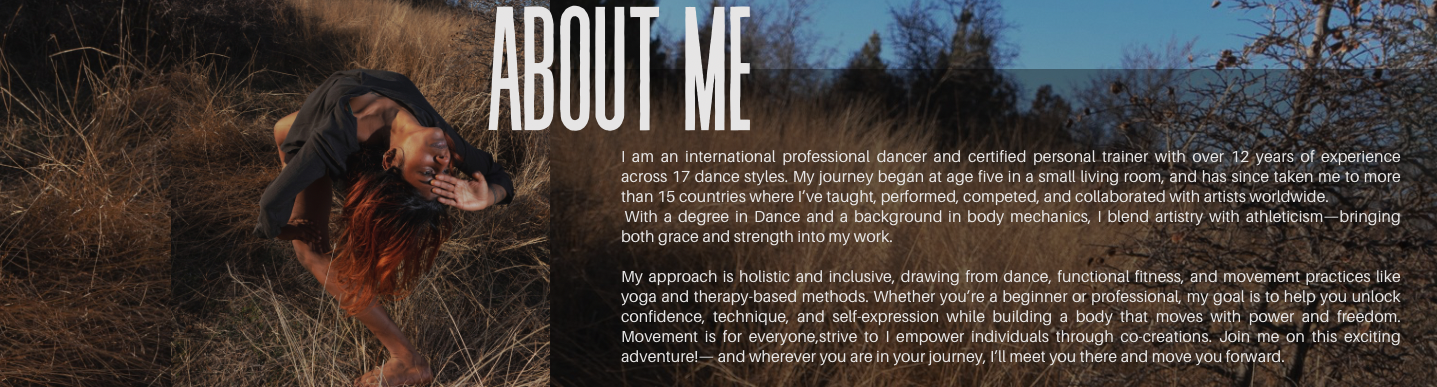 ABOUT ME
I am an international professional dancer and certified personal trainer with over 12 years of experience
across 17 dance styles. My journey began at age five in a small living room, and has since taken me to more
than 15 countries where I’ve taught, performed, competed, and collaborated with artists worldwide.
With a degree in Dance and a background in body mechanics, I blend artistry with athleticism—bringing
both grace and strength into my work.
My approach is holistic and inclusive, drawing from dance, functional fitness, and movement practices like
yoga and therapy-based methods. Whether you’re a beginner or professional, my goal is to help you unlock
confidence, technique, and self-expression while building a body that moves with power and freedom.
Movement is for everyone,strive to I empower individuals through co-creations. Join me on this exciting
adventure!— and wherever you are in your journey, I’ll meet you there and move you forward.